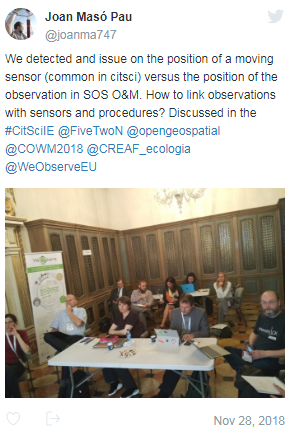 Joan Masó Pau
@joanma747
We detected and issue on the position of a moving
sensor (common in citsci) versus the position of the
observation in SOS O&M. How to link observations
with sensors and procedures? Discussed in the
#CitSciIE @FiveTwoN @opengeospatial
@COWM2018 @CREAF_ecologia
@WeObserveEU
Nov 28, 2018